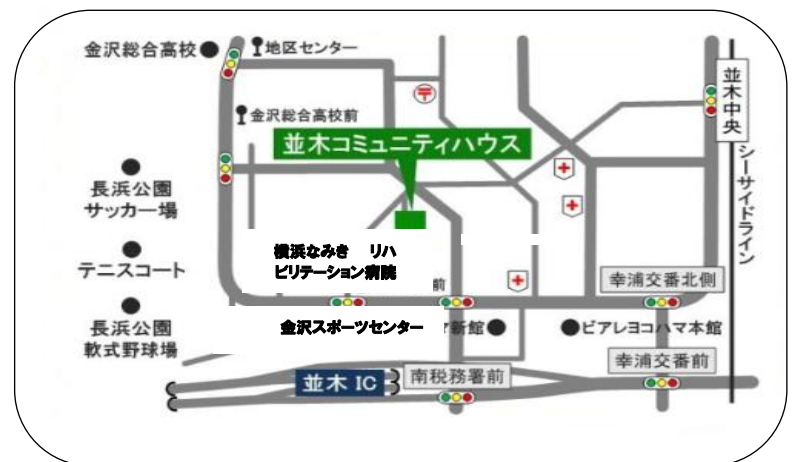 金沢総合高校
地区センター
金沢総合高校前
並木コミュニティハウス
並木中央
シーサイドライン
長浜公園
サッカー場
テニスコート
横浜なみき リハ
ビリテーション病院
前
幸浦交番北側
長浜公園
軟式野球場
金沢スポーツセンター
新館
ビアレヨコハマ本館
並木 IC
南税務署前
幸浦交番前